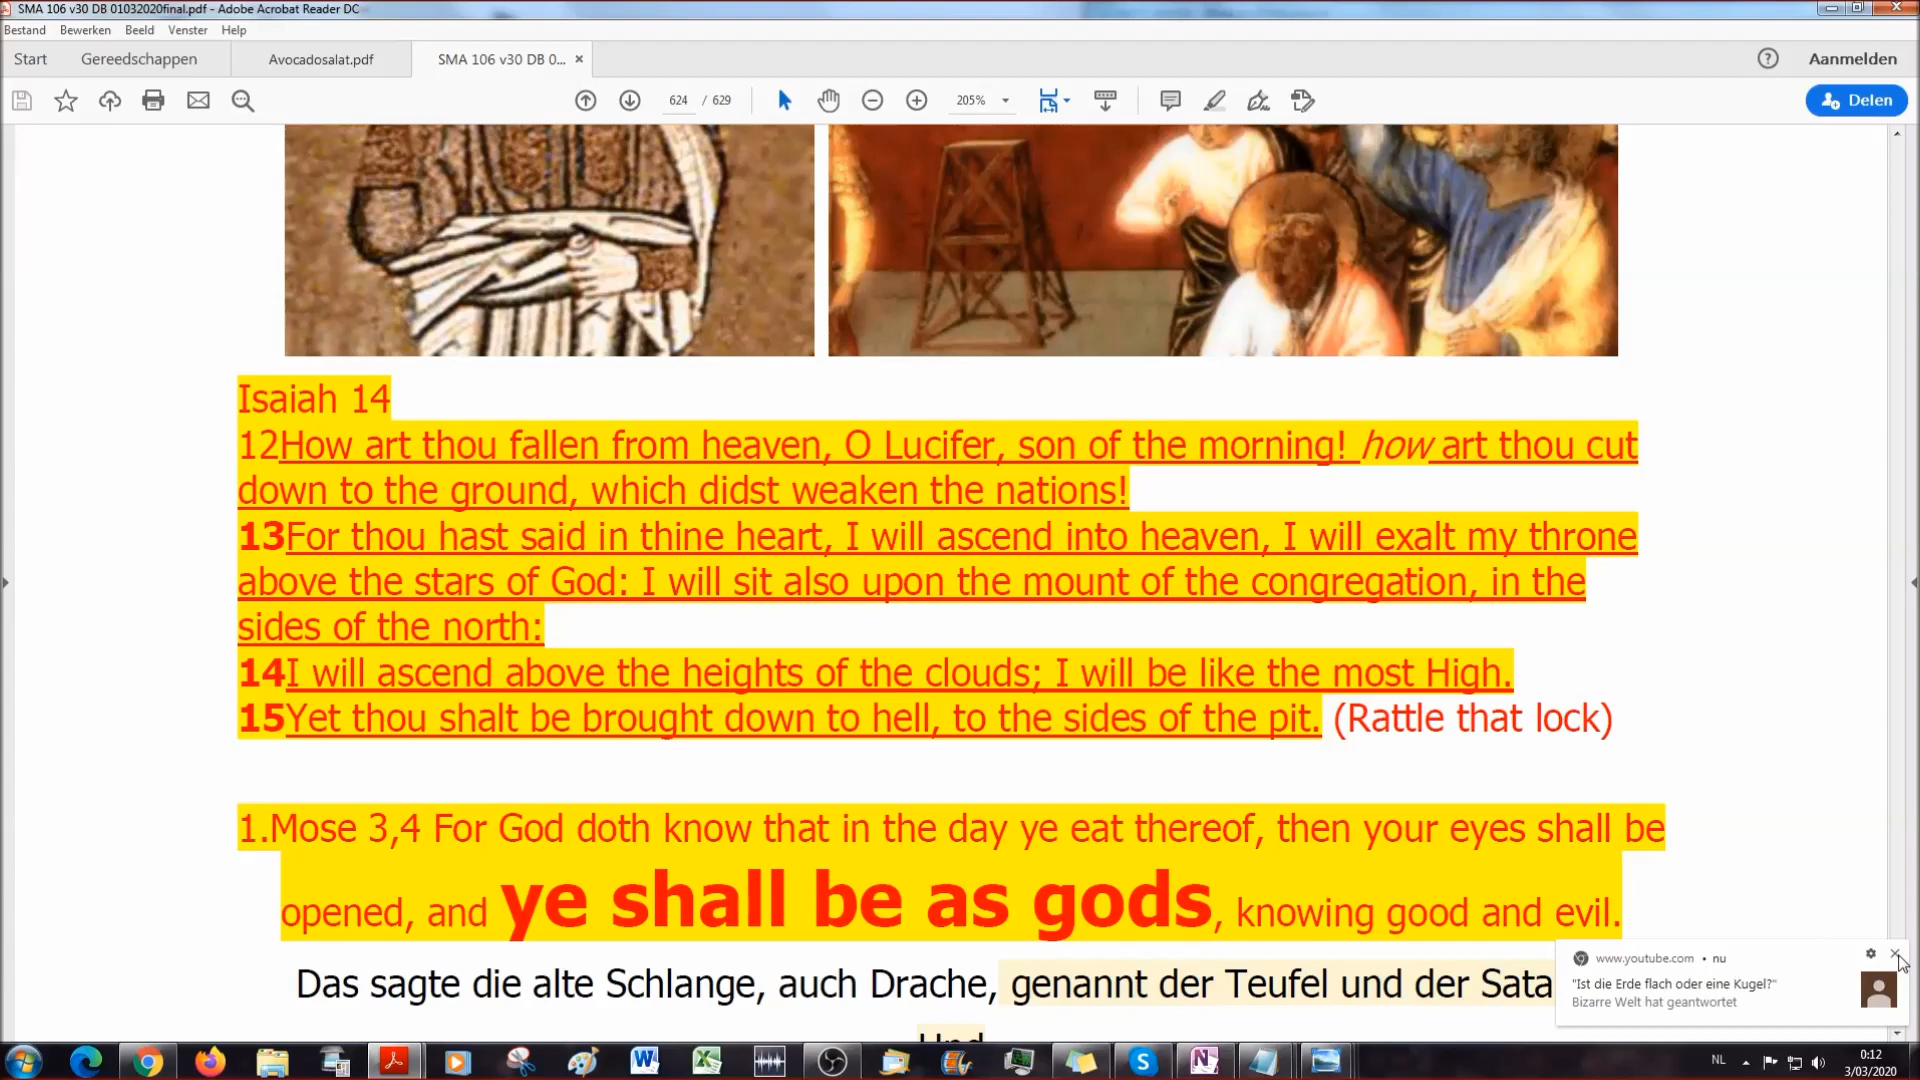 SMA 106 v30 DB 01032020final.pdf - Adobe Acrobat Reader DC
Bestand Bewerken Beeld Venster Help
Start Gereedschappen Avocadosalat.pdf SMA 106 v30 DB 0... Aanmelden
624 / 629 205% Delen
Isaiah 14
12How art thou fallen from heaven, O Lucifer, son of the morning! how art thou cut
down to the ground, which didst weaken the nations!
13For thou hast said in thine heart, I will ascend into heaven, I will exalt my throne
above the stars of God: I will sit also upon the mount of the congregation, in the
sides of the north:
14I will ascend above the heights of the clouds; I will be like the most High.
15Yet thou shalt be brought down to hell, to the sides of the pit. (Rattle that lock)
1.Mose 3,4 For God doth know that in the day ye eat thereof, then your eyes shall be
opened, and ye shall be as gods, knowing good and evil.
Das sagte die alte Schlange, auch Drache, genannt der Teufel und der Sata
Und
www.youtube.com • nu
"Ist die Erde flach oder eine Kugel?"
Bizarre Welt hat geantwortet
NL
0:12
3/03/2020